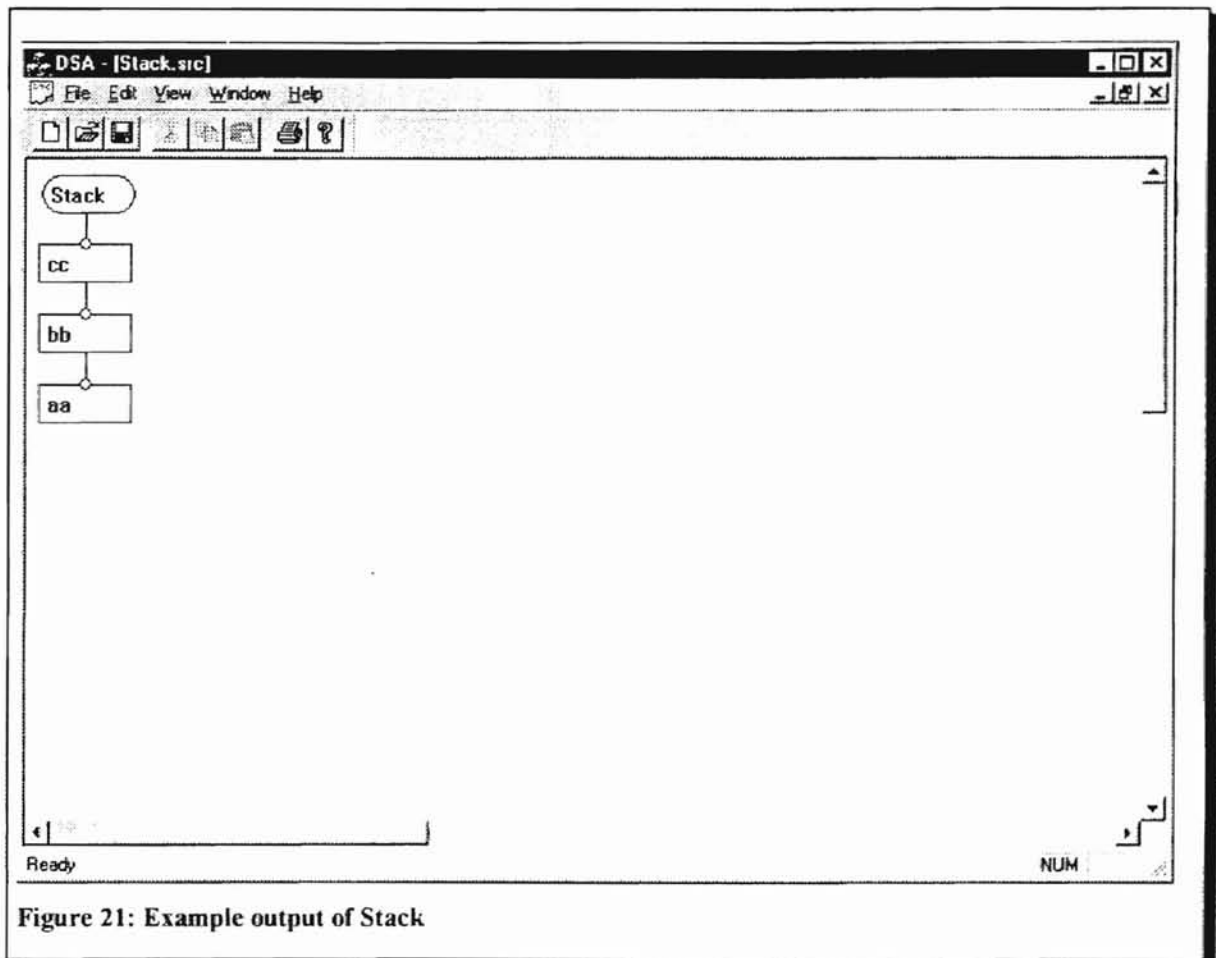 DSA - [Stack.src]
File Edit View Window Help
Stack
cc
bb
aa
Ready
NUM
Figure 21: Example output of Stack